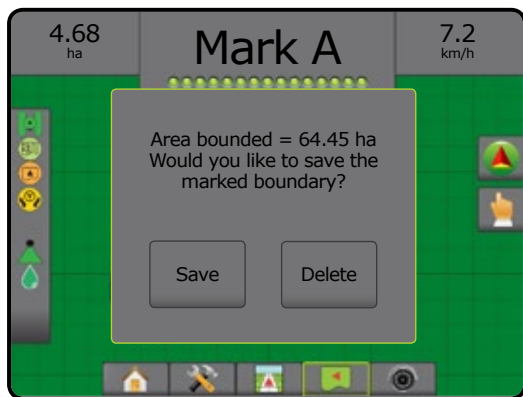 4.68
ha
Mark A
7.2
km/h
Area bounded = 64.45 ha
Would you like to save the
marked boundary?
Save
Delete